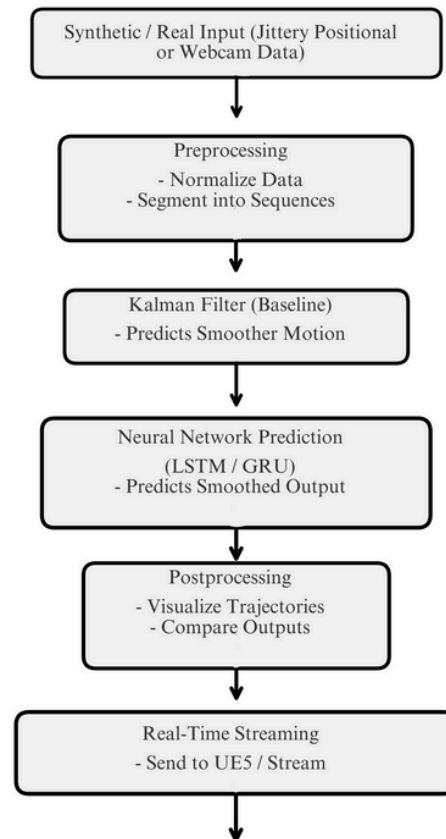 Synthetic / Real Input (Jittery Positional
or Webcam Data)
Preprocessing
- Normalize Data
- Segment into Sequences
Kalman Filter (Baseline)
- Predicts Smoother Motion
Neural Network Prediction
(LSTM / GRU)
- Predicts Smoothed Output
Postprocessing
- Visualize Trajectories
- Compare Outputs
Real-Time Streaming
- Send to UE5 / Stream